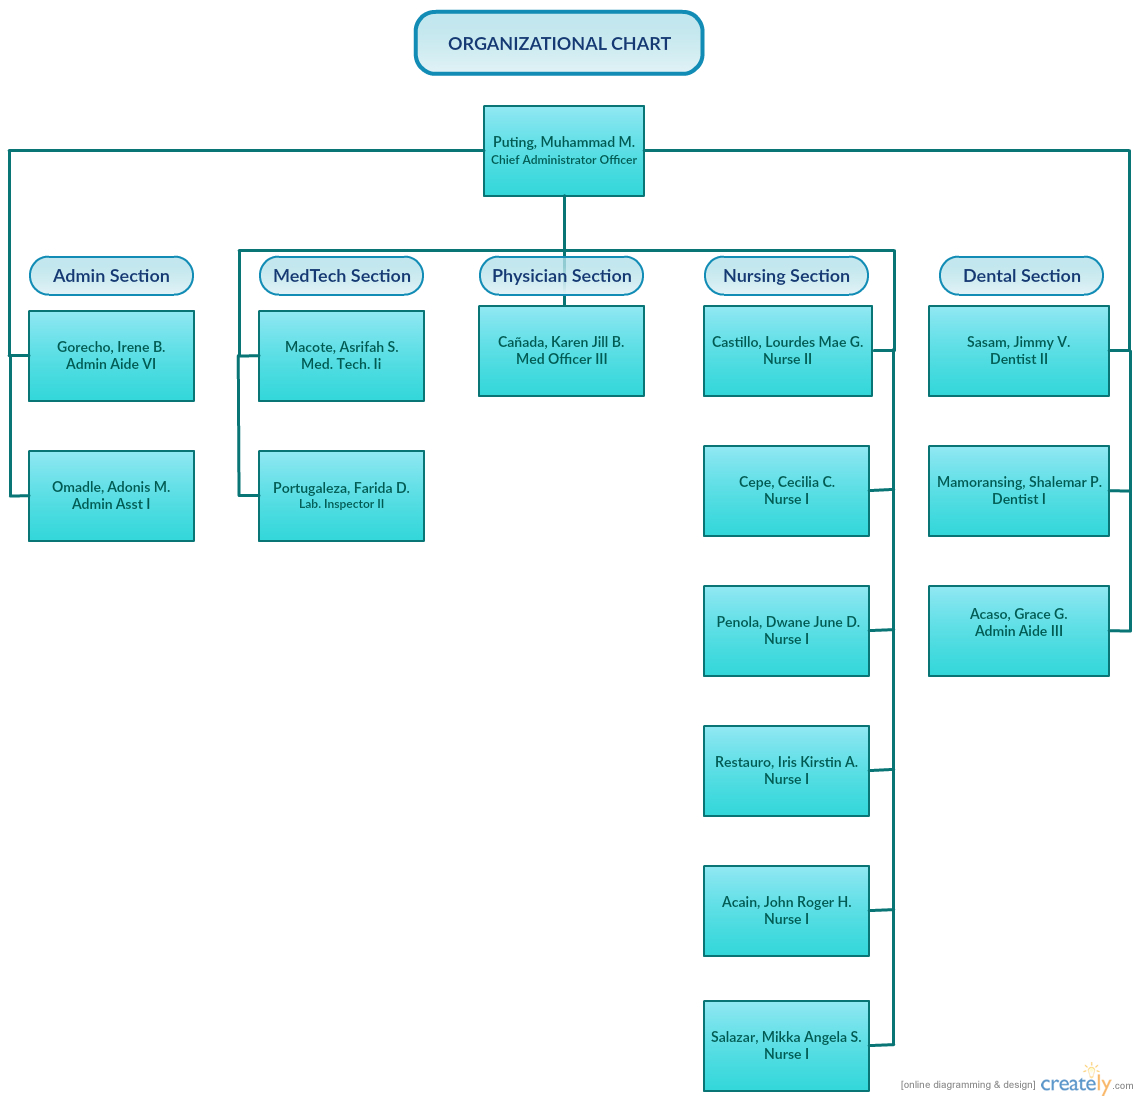 ORGANIZATIONAL CHART
Puting, Muhammad M.
Chief Administrator Officer
Admin Section
Gorecho, Irene B.
Admin Aide VI
Omadle, Adonis M.
Admin Asst I
MedTech Section
Macote, Asrifah S.
Med. Tech. Ii
Portugaleza, Farida D.
Lab. Inspector II
Physician Section
Cañada, Karen Jill B.
Med Officer III
Nursing Section
Castillo, Lourdes Mae G.
Nurse II
Cepe, Cecilia C.
Nurse I
Penola, Dwane June D.
Nurse I
Restauro, Iris Kirstin A.
Nurse I
Acain, John Roger H.
Nurse I
Salazar, Mikka Angela S.
Nurse I
Dental Section
Sasam, Jimmy V.
Dentist II
Mamoransing, Shalemar P.
Dentist I
Acaso, Grace G.
Admin Aide III
[online diagramming & design] creately.com